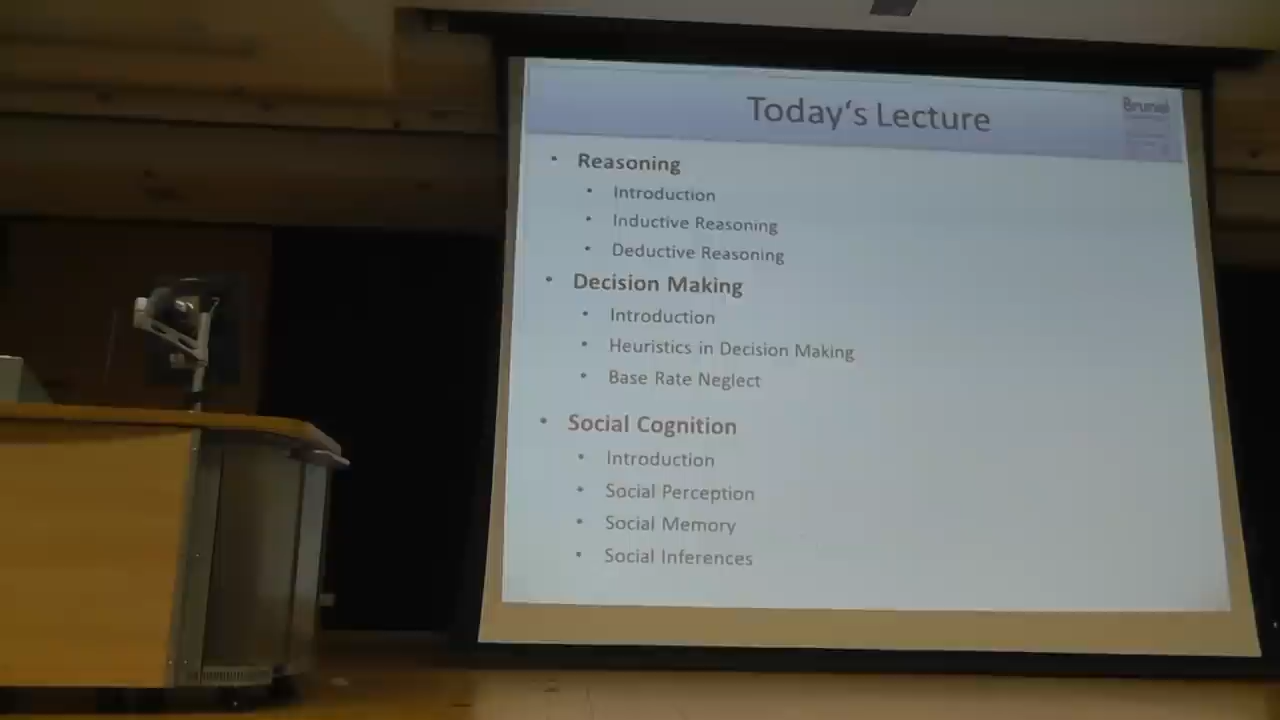 Today's Lecture
Brunel
• Reasoning
• Introduction
• Inductive Reasoning
• Deductive Reasoning
• Decision Making
• Introduction
• Heuristics in Decision Making
• Base Rate Neglect
• Social Cognition
• Introduction
• Social Perception
• Social Memory
• Social Inferences